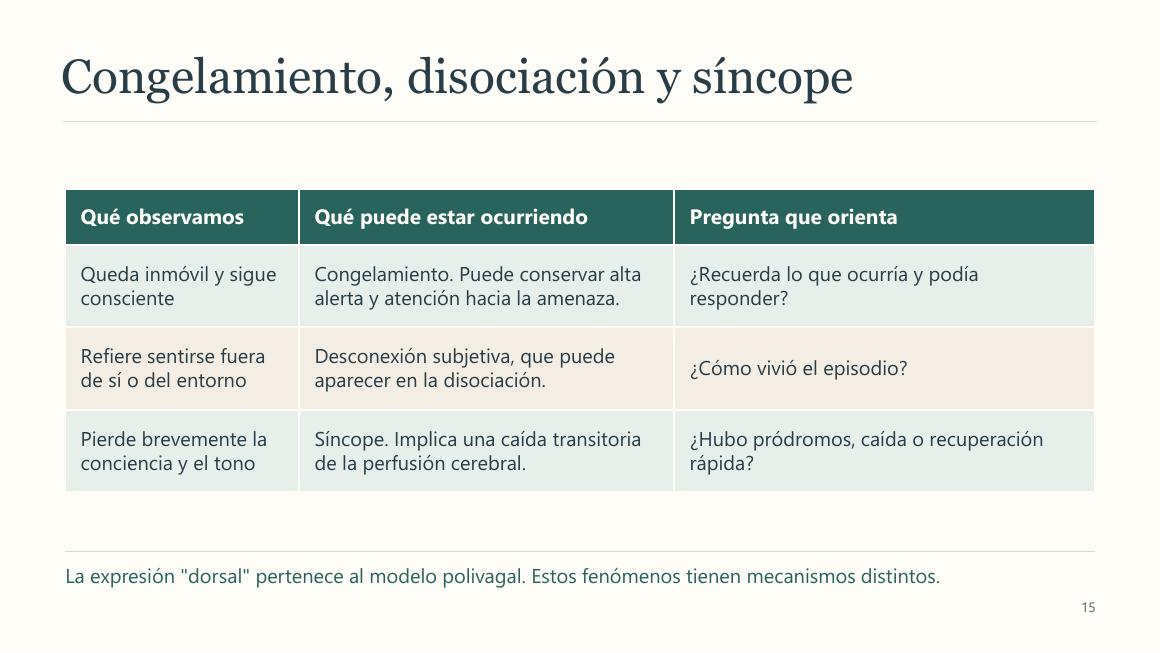 Congelamiento, disociación y síncope
Qué observamos
Qué puede estar ocurriendo
Pregunta que orienta
Queda inmóvil y sigue
consciente
Congelamiento. Puede conservar alta
alerta y atención hacia la amenaza.
¿Recuerda lo que ocurría y podía
responder?
Refiere sentirse fuera
de sí o del entorno
Desconexión subjetiva, que puede
aparecer en la disociación.
¿Cómo vivió el episodio?
Pierde brevemente la
conciencia y el tono
Síncope. Implica una caída transitoria
de la perfusión cerebral.
¿Hubo pródromos, caída o recuperación
rápida?
La expresión "dorsal" pertenece al modelo polivagal. Estos fenómenos tienen mecanismos distintos.
15